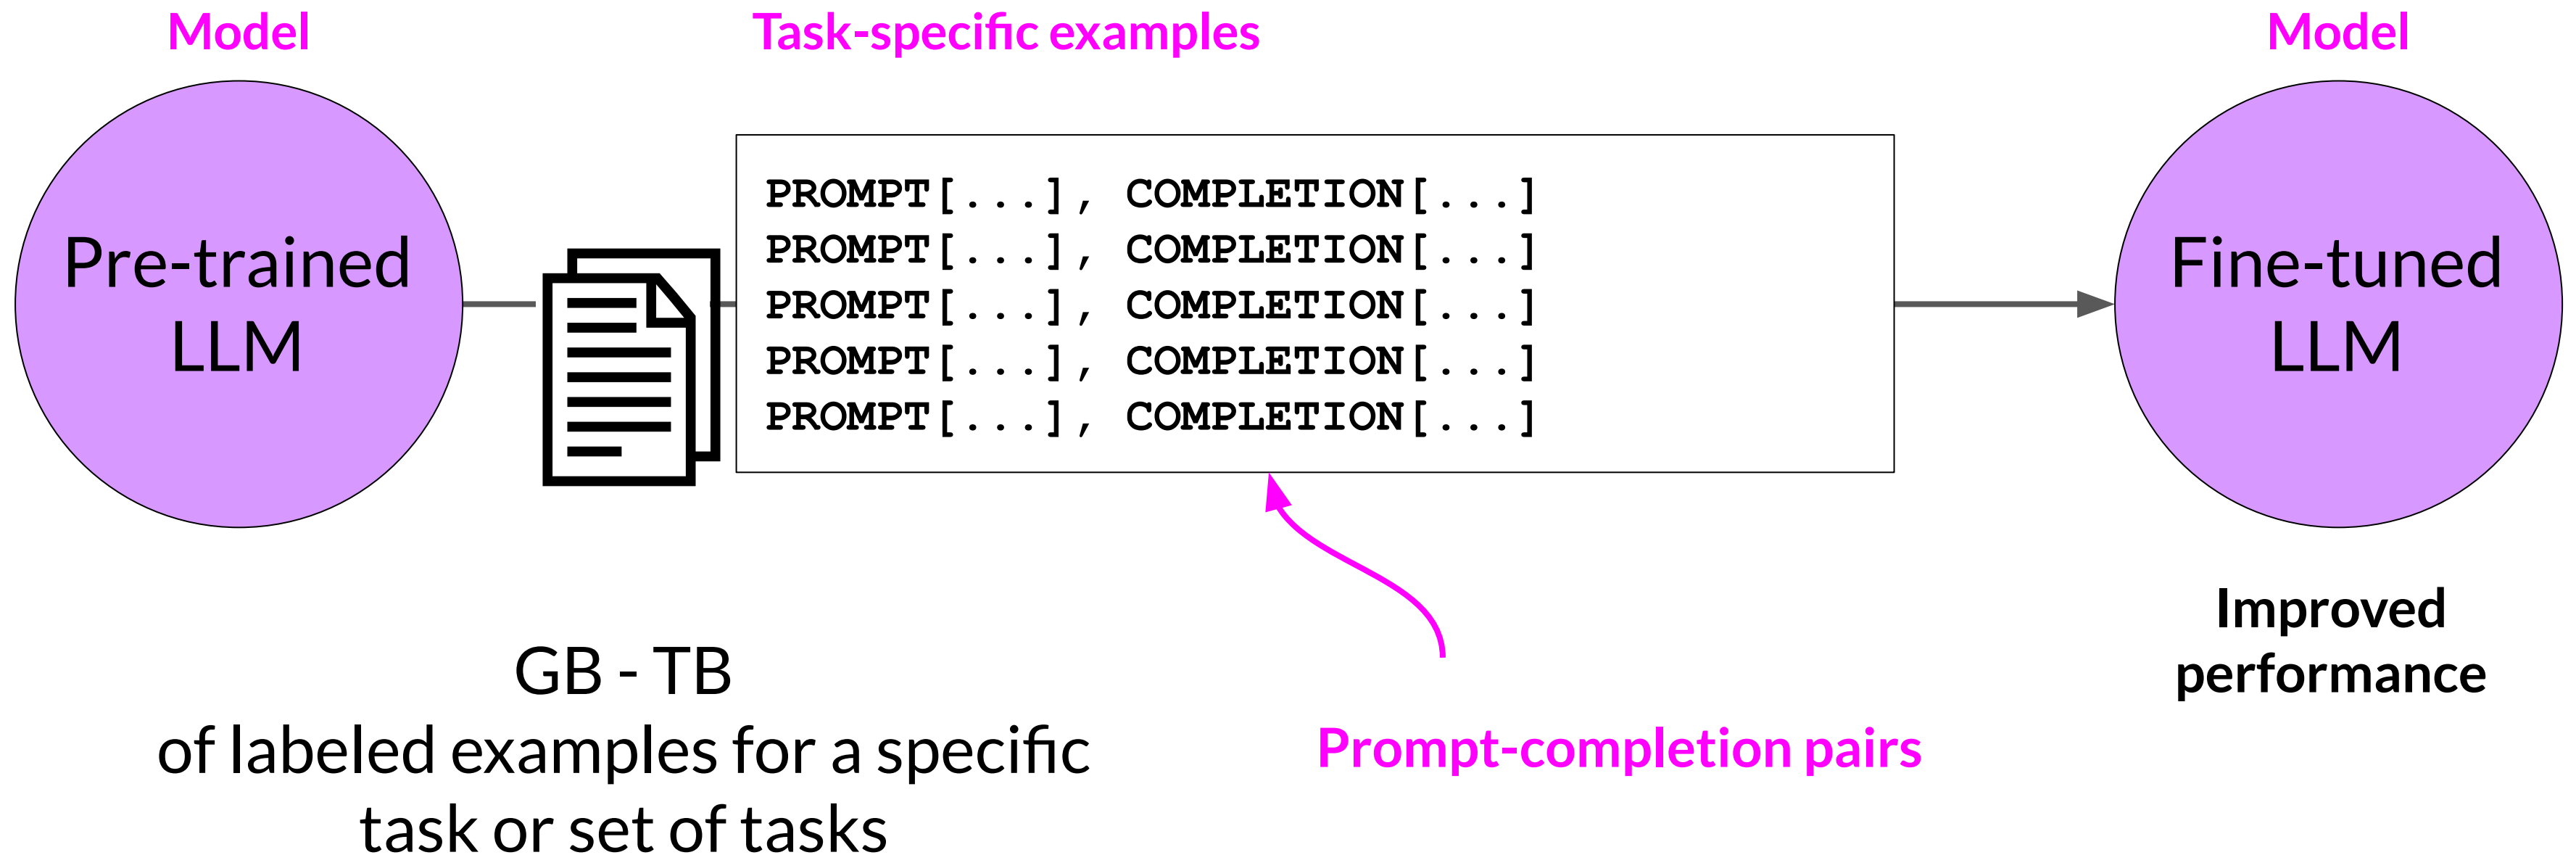 Model
Task-specific examples
Model
Pre-trained
LLM
PROMPT[...], COMPLETION[...]
PROMPT[...], COMPLETION[...]
PROMPT[...], COMPLETION[...]
PROMPT[...], COMPLETION[...]
PROMPT[...], COMPLETION[...]
Fine-tuned
LLM
GB - TB
of labeled examples for a specific
task or set of tasks
Prompt-completion pairs
Improved
performance